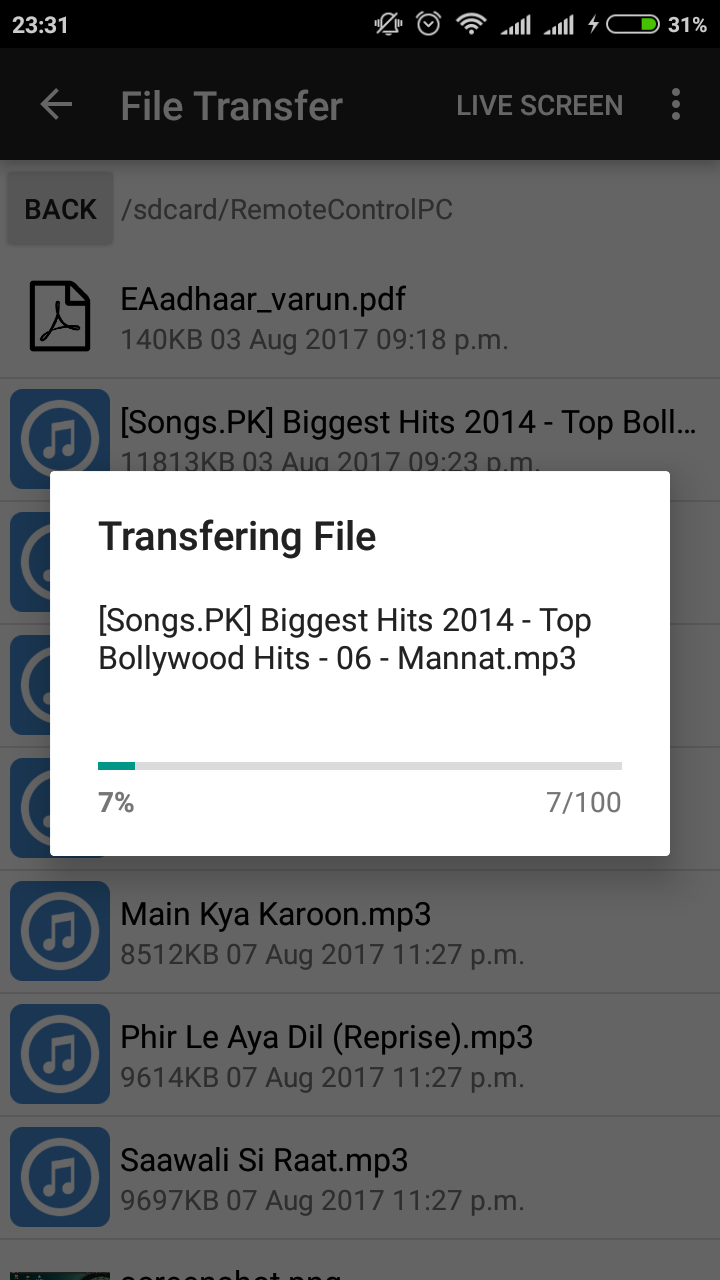 23:31 31%
File Transfer LIVE SCREEN
BACK /sdcard/RemoteControlPC
EAadhaar_varun.pdf
140KB 03 Aug 2017 09:18 p.m.
[Songs.PK] Biggest Hits 2014 - Top Boll...
11813KB 03 Aug 2017 09:23 p.m.
Transfering File
[Songs.PK] Biggest Hits 2014 - Top
Bollywood Hits - 06 - Mannat.mp3
7% 7/100
Main Kya Karoon.mp3
8512KB 07 Aug 2017 11:27 p.m.
Phir Le Aya Dil (Reprise).mp3
9614KB 07 Aug 2017 11:27 p.m.
Saawali Si Raat.mp3
9697KB 07 Aug 2017 11:27 p.m.
screenshot.png